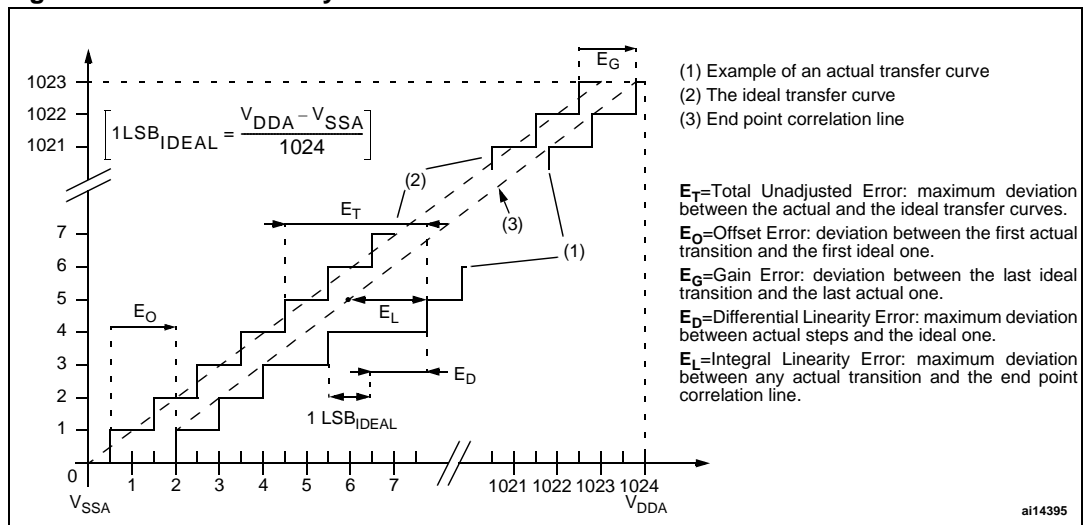 E_G
1023
1022
1021
[1LSB_IDEAL = (V_DDA – V_SSA) / 1024]
(1) Example of an actual transfer curve
(2) The ideal transfer curve
(3) End point correlation line
(2)
(3)
(1)
E_T
7
6
5
4
3
2
1
0
E_O
E_L
E_D
1 LSB_IDEAL
1 2 3 4 5 6 7 1021 1022 1023 1024
V_SSA
V_DDA
E_T=Total Unadjusted Error: maximum deviation
between the actual and the ideal transfer curves.
E_O=Offset Error: deviation between the first actual
transition and the first ideal one.
E_G=Gain Error: deviation between the last ideal
transition and the last actual one.
E_D=Differential Linearity Error: maximum deviation
between actual steps and the ideal one.
E_L=Integral Linearity Error: maximum deviation
between any actual transition and the end point
correlation line.
ai14395